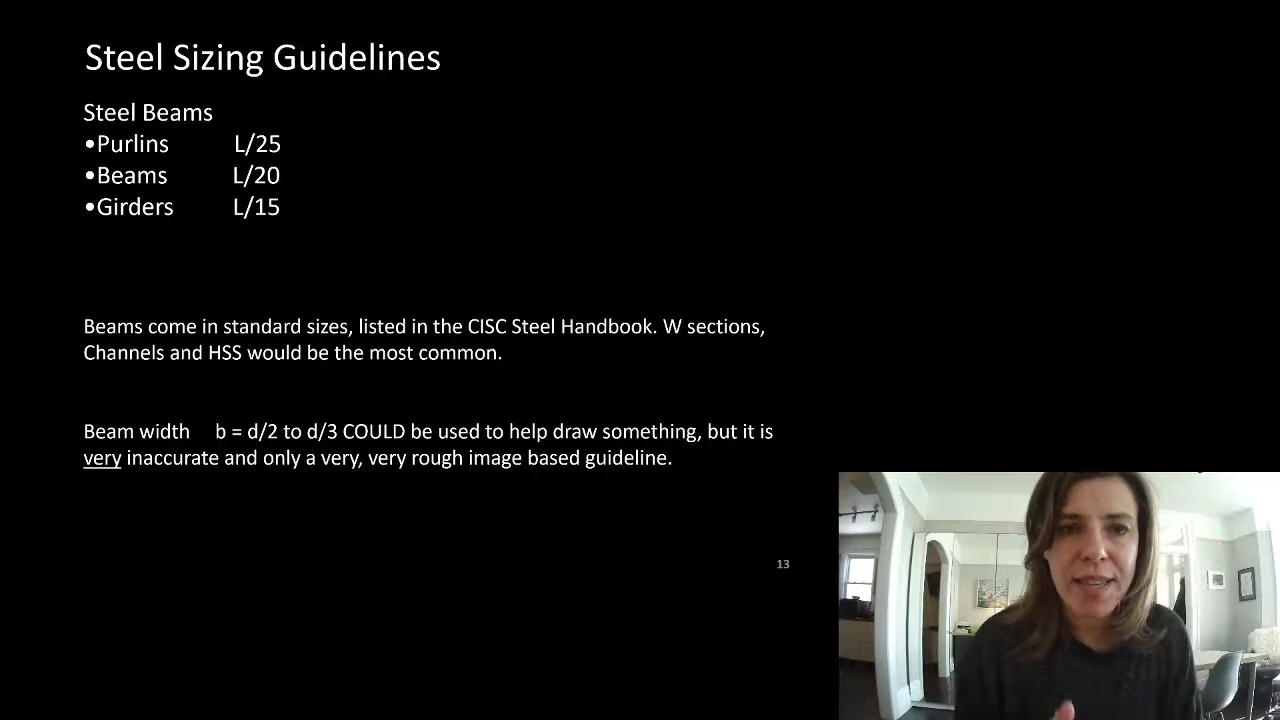 Steel Sizing Guidelines
Steel Beams
•Purlins L/25
•Beams L/20
•Girders L/15
Beams come in standard sizes, listed in the CISC Steel Handbook. W sections,
Channels and HSS would be the most common.
Beam width b = d/2 to d/3 COULD be used to help draw something, but it is
very inaccurate and only a very, very rough image based guideline.
13